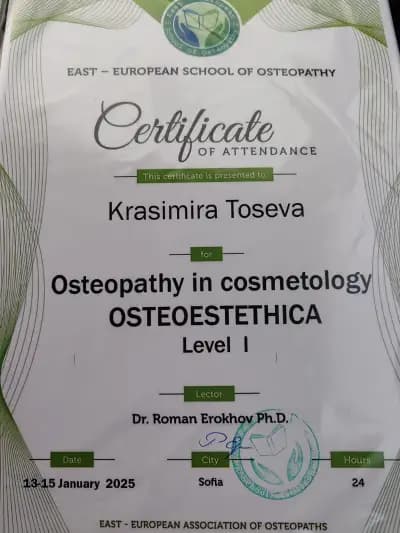 EAST – EUROPEAN SCHOOL OF OSTEOPATHY
Certificate
OF ATTENDANCE
This certificate is presented to:
Krasimira Toseva
for
Osteopathy in cosmetology
OSTEOESTETHICA
Level I
Lector
Dr. Roman Erokhov Ph.D.
Date City Hours
13-15 January 2025 Sofia 24
EAST - EUROPEAN ASSOCIATION OF OSTEOPATHS